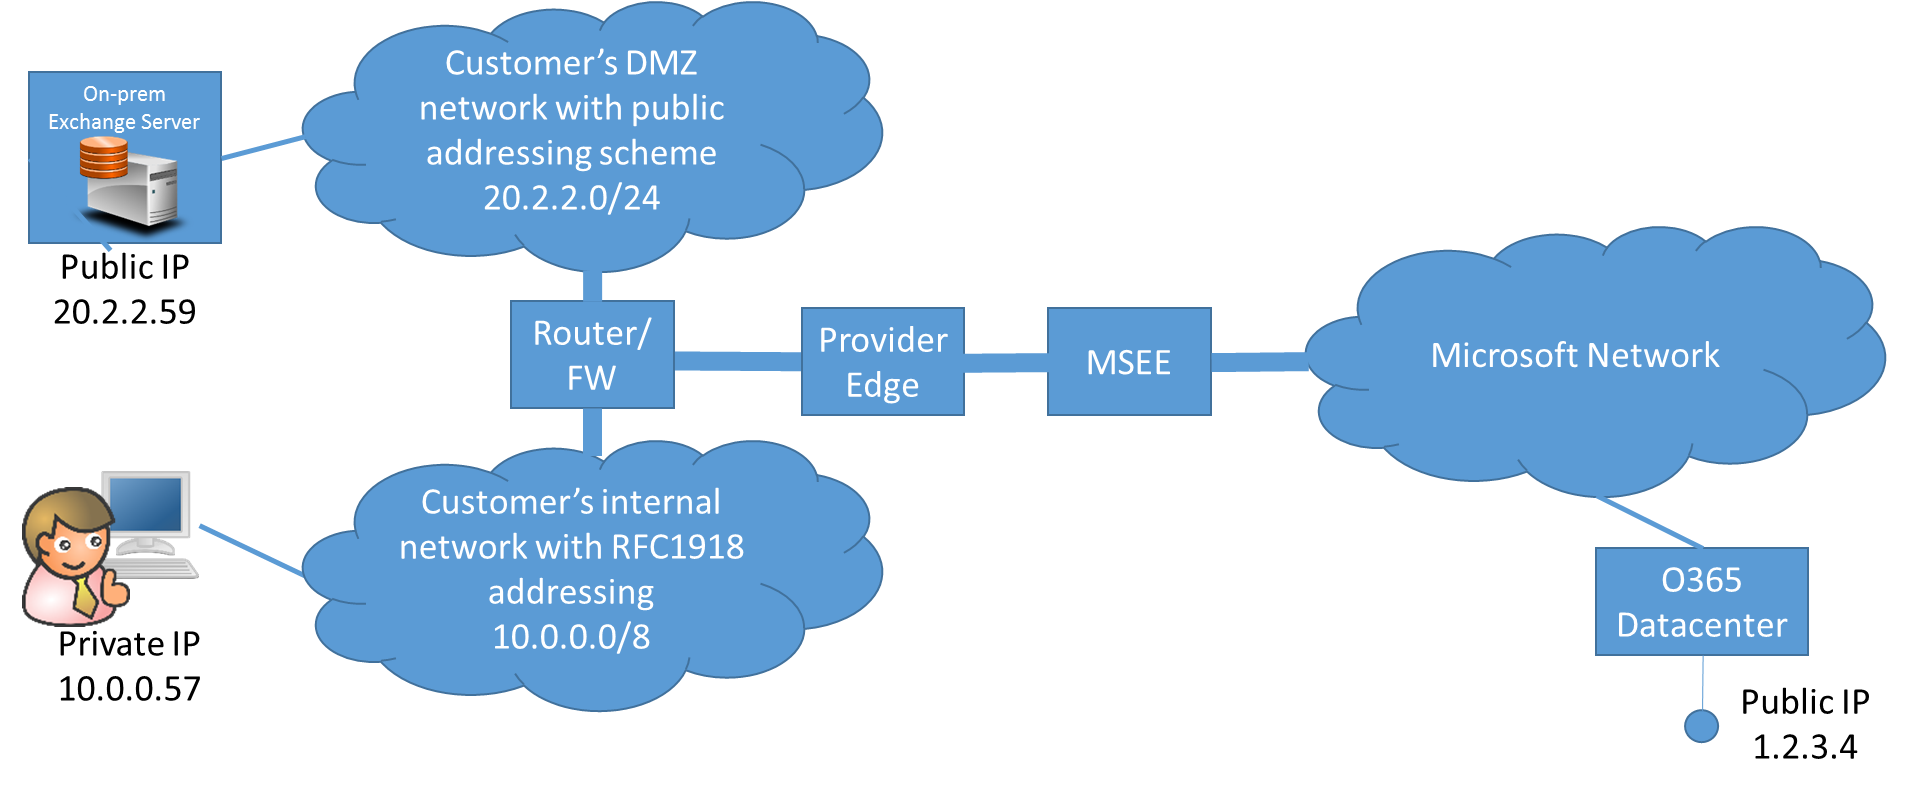 On-prem
Exchange Server
Public IP
20.2.2.59
Customer’s DMZ
network with public
addressing scheme
20.2.2.0/24
Router/
FW
Provider
Edge
MSEE
Microsoft Network
Customer’s internal
network with RFC1918
addressing
10.0.0.0/8
Private IP
10.0.0.57
O365
Datacenter
Public IP
1.2.3.4